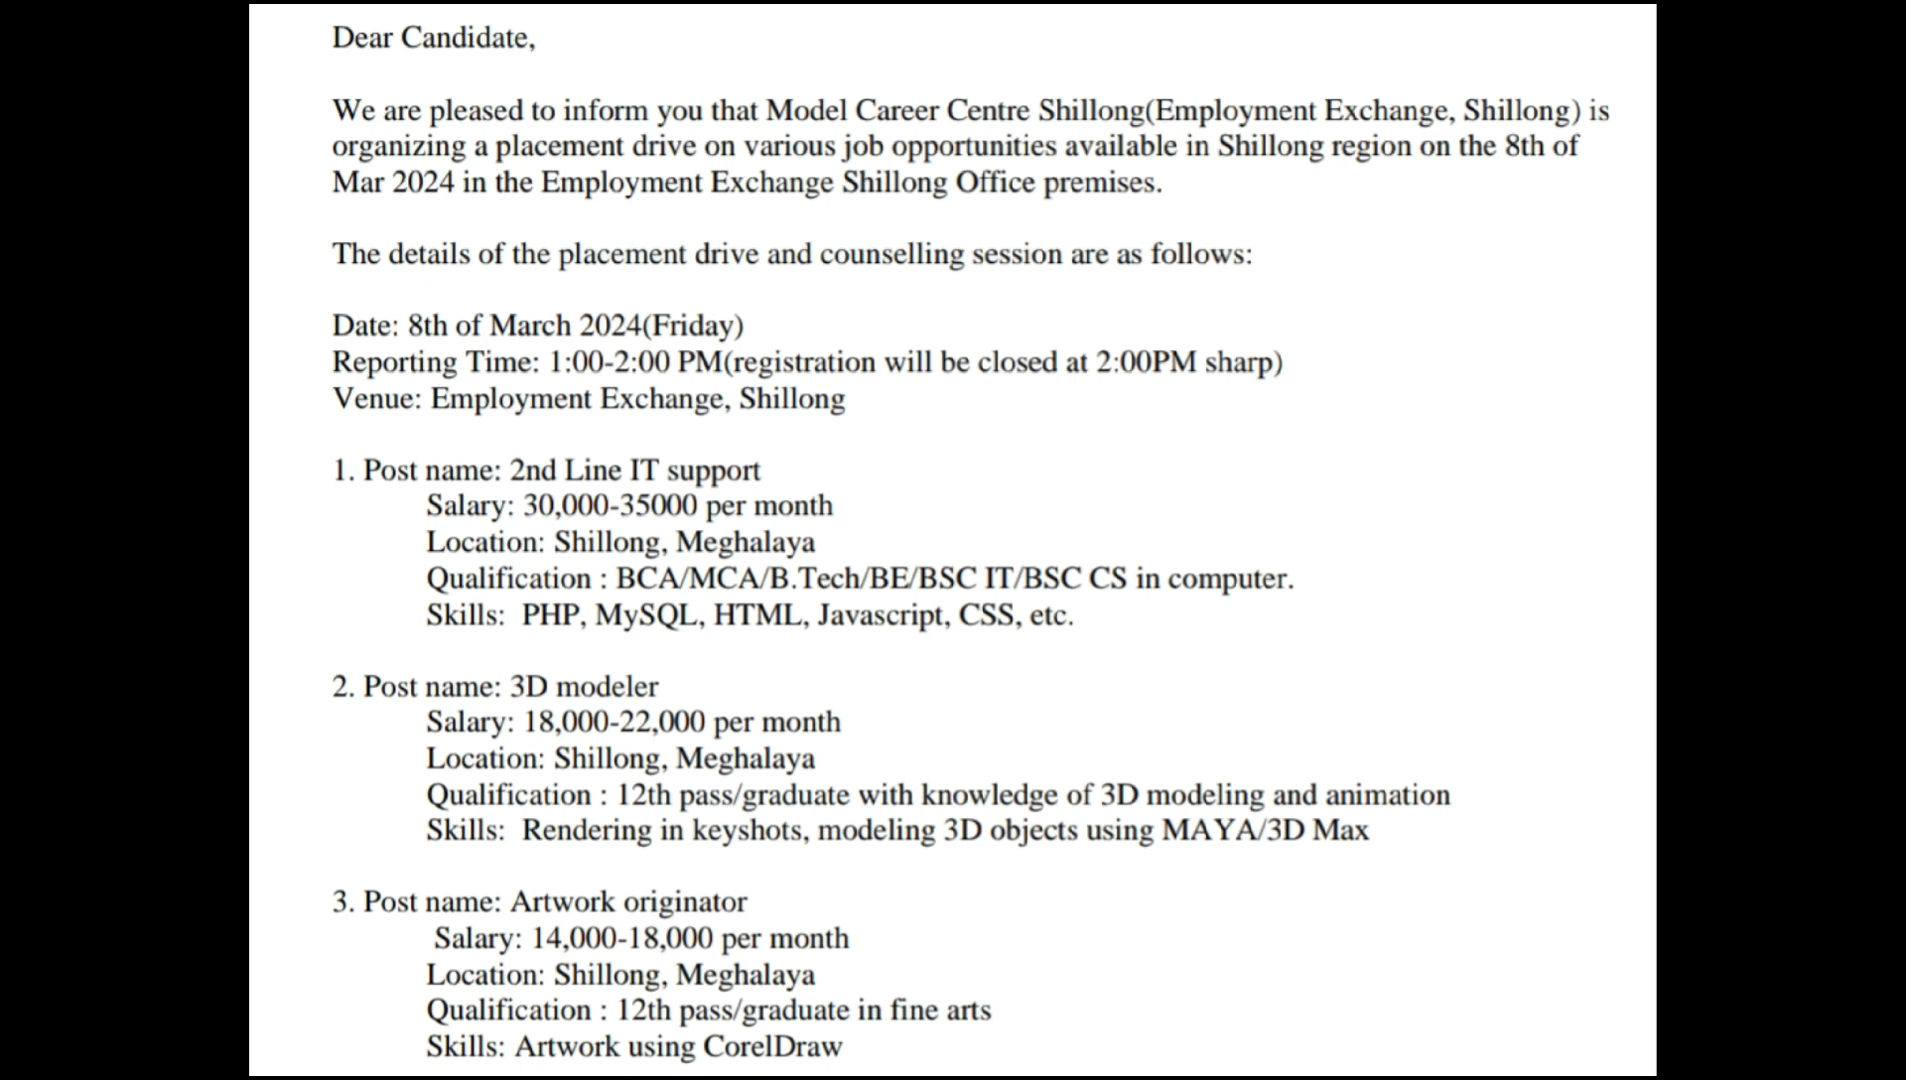 Dear Candidate,
We are pleased to inform you that Model Career Centre Shillong(Employment Exchange, Shillong) is
organizing a placement drive on various job opportunities available in Shillong region on the 8th of
Mar 2024 in the Employment Exchange Shillong Office premises.
The details of the placement drive and counselling session are as follows:
Date: 8th of March 2024(Friday)
Reporting Time: 1:00-2:00 PM(registration will be closed at 2:00PM sharp)
Venue: Employment Exchange, Shillong
1. Post name: 2nd Line IT support
Salary: 30,000-35000 per month
Location: Shillong, Meghalaya
Qualification : BCA/MCA/B.Tech/BE/BSC IT/BSC CS in computer.
Skills:  PHP, MySQL, HTML, Javascript, CSS, etc.
2. Post name: 3D modeler
Salary: 18,000-22,000 per month
Location: Shillong, Meghalaya
Qualification : 12th pass/graduate with knowledge of 3D modeling and animation
Skills:  Rendering in keyshots, modeling 3D objects using MAYA/3D Max
3. Post name: Artwork originator
Salary: 14,000-18,000 per month
Location: Shillong, Meghalaya
Qualification : 12th pass/graduate in fine arts
Skills: Artwork using CorelDraw